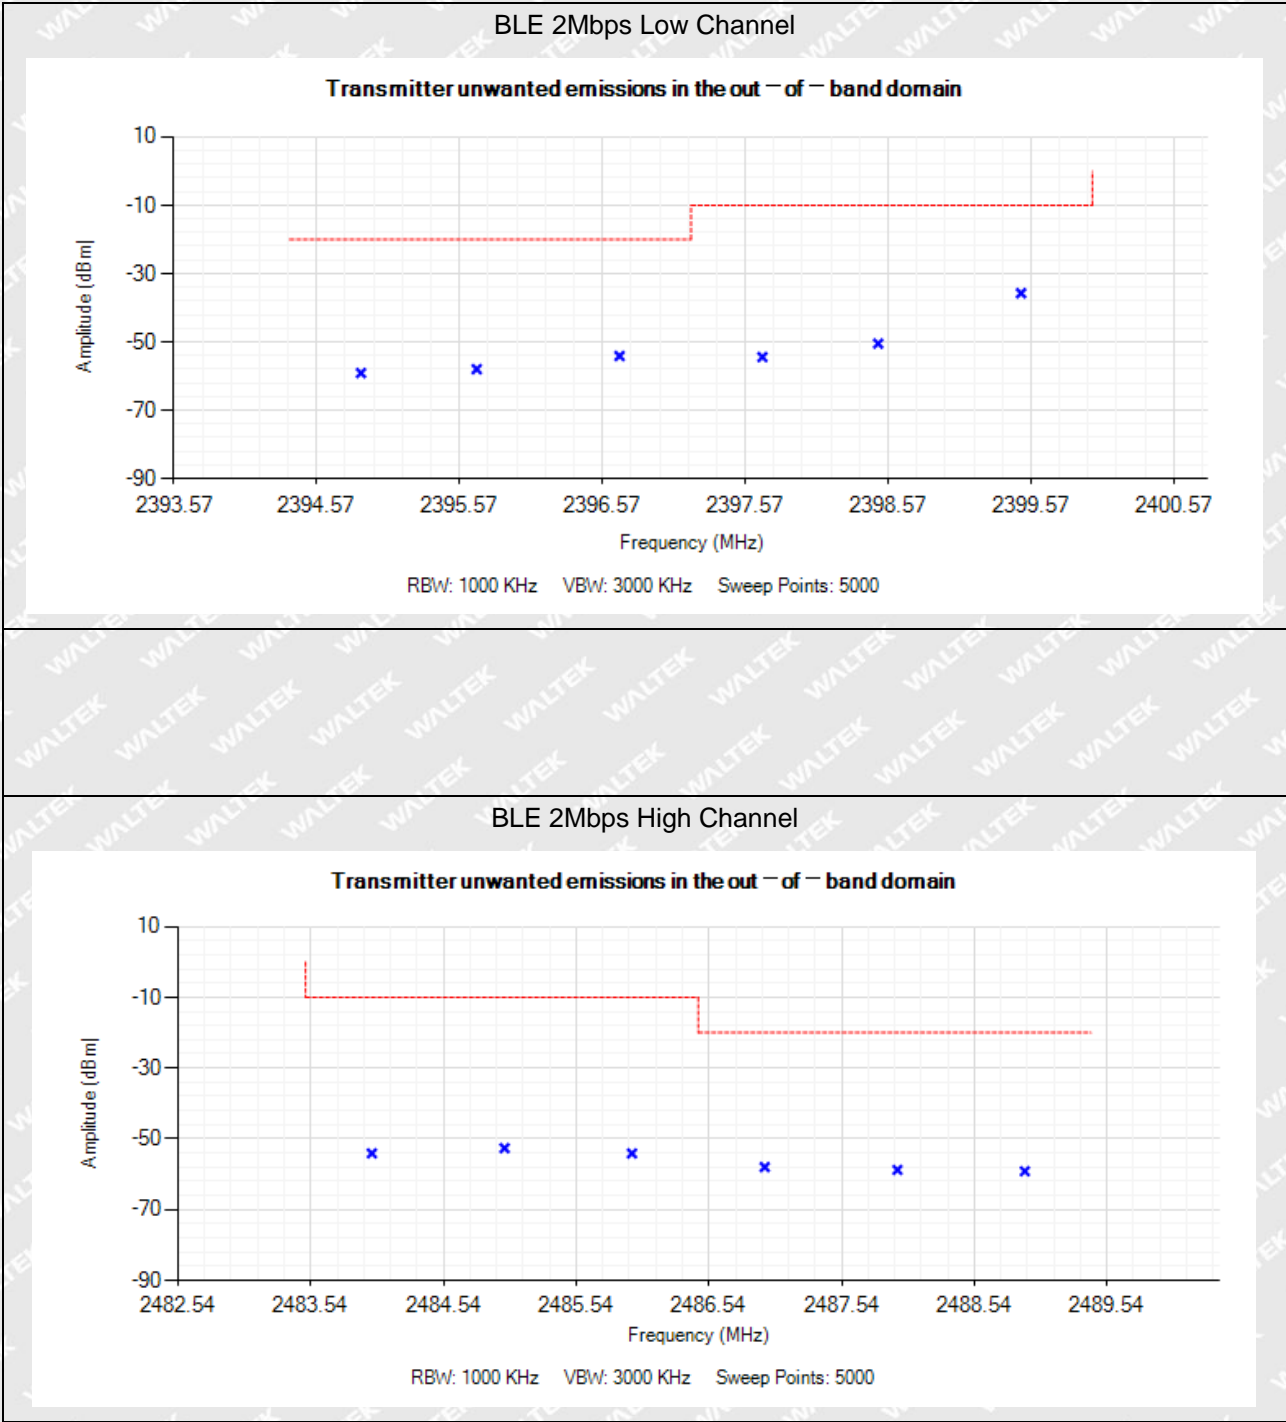 BLE 2Mbps Low Channel
Transmitter unwanted emissions in the out－of－band domain
10
-10
-30
-50
-70
-90
Amplitude [dBm]
2393.57 2394.57 2395.57 2396.57 2397.57 2398.57 2399.57 2400.57
Frequency (MHz)
RBW: 1000 KHz VBW: 3000 KHz Sweep Points: 5000
WALTEK
BLE 2Mbps High Channel
Transmitter unwanted emissions in the out－of－band domain
10
-10
-30
-50
-70
-90
Amplitude [dBm]
2482.54 2483.54 2484.54 2485.54 2486.54 2487.54 2488.54 2489.54
Frequency (MHz)
RBW: 1000 KHz VBW: 3000 KHz Sweep Points: 5000